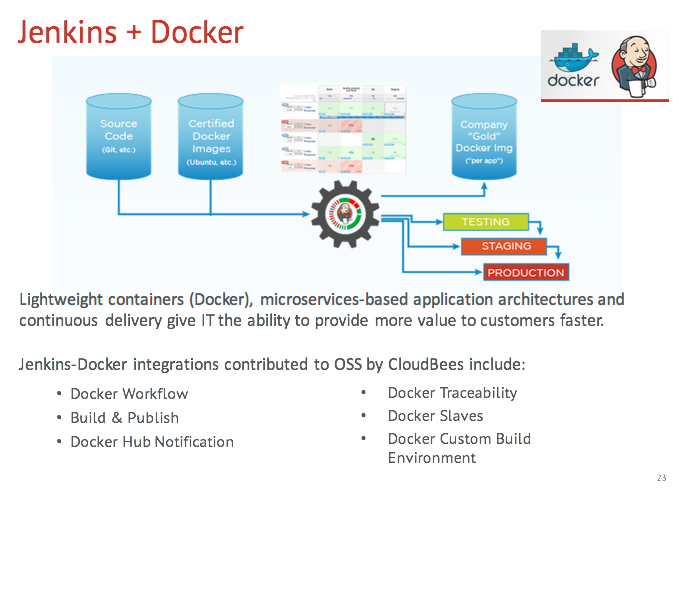 Jenkins + Docker
docker
Source
Code
(Git, etc.)
Certified
Docker
Images
(Ubuntu, etc.)
Company
"Gold"
Docker Img
("per app")
TESTING
STAGING
PRODUCTION
Lightweight containers (Docker), microservices-based application architectures and
continuous delivery give IT the ability to provide more value to customers faster.
Jenkins-Docker integrations contributed to OSS by CloudBees include:
• Docker Workflow
• Build & Publish
• Docker Hub Notification
• Docker Traceability
• Docker Slaves
• Docker Custom Build
Environment
23